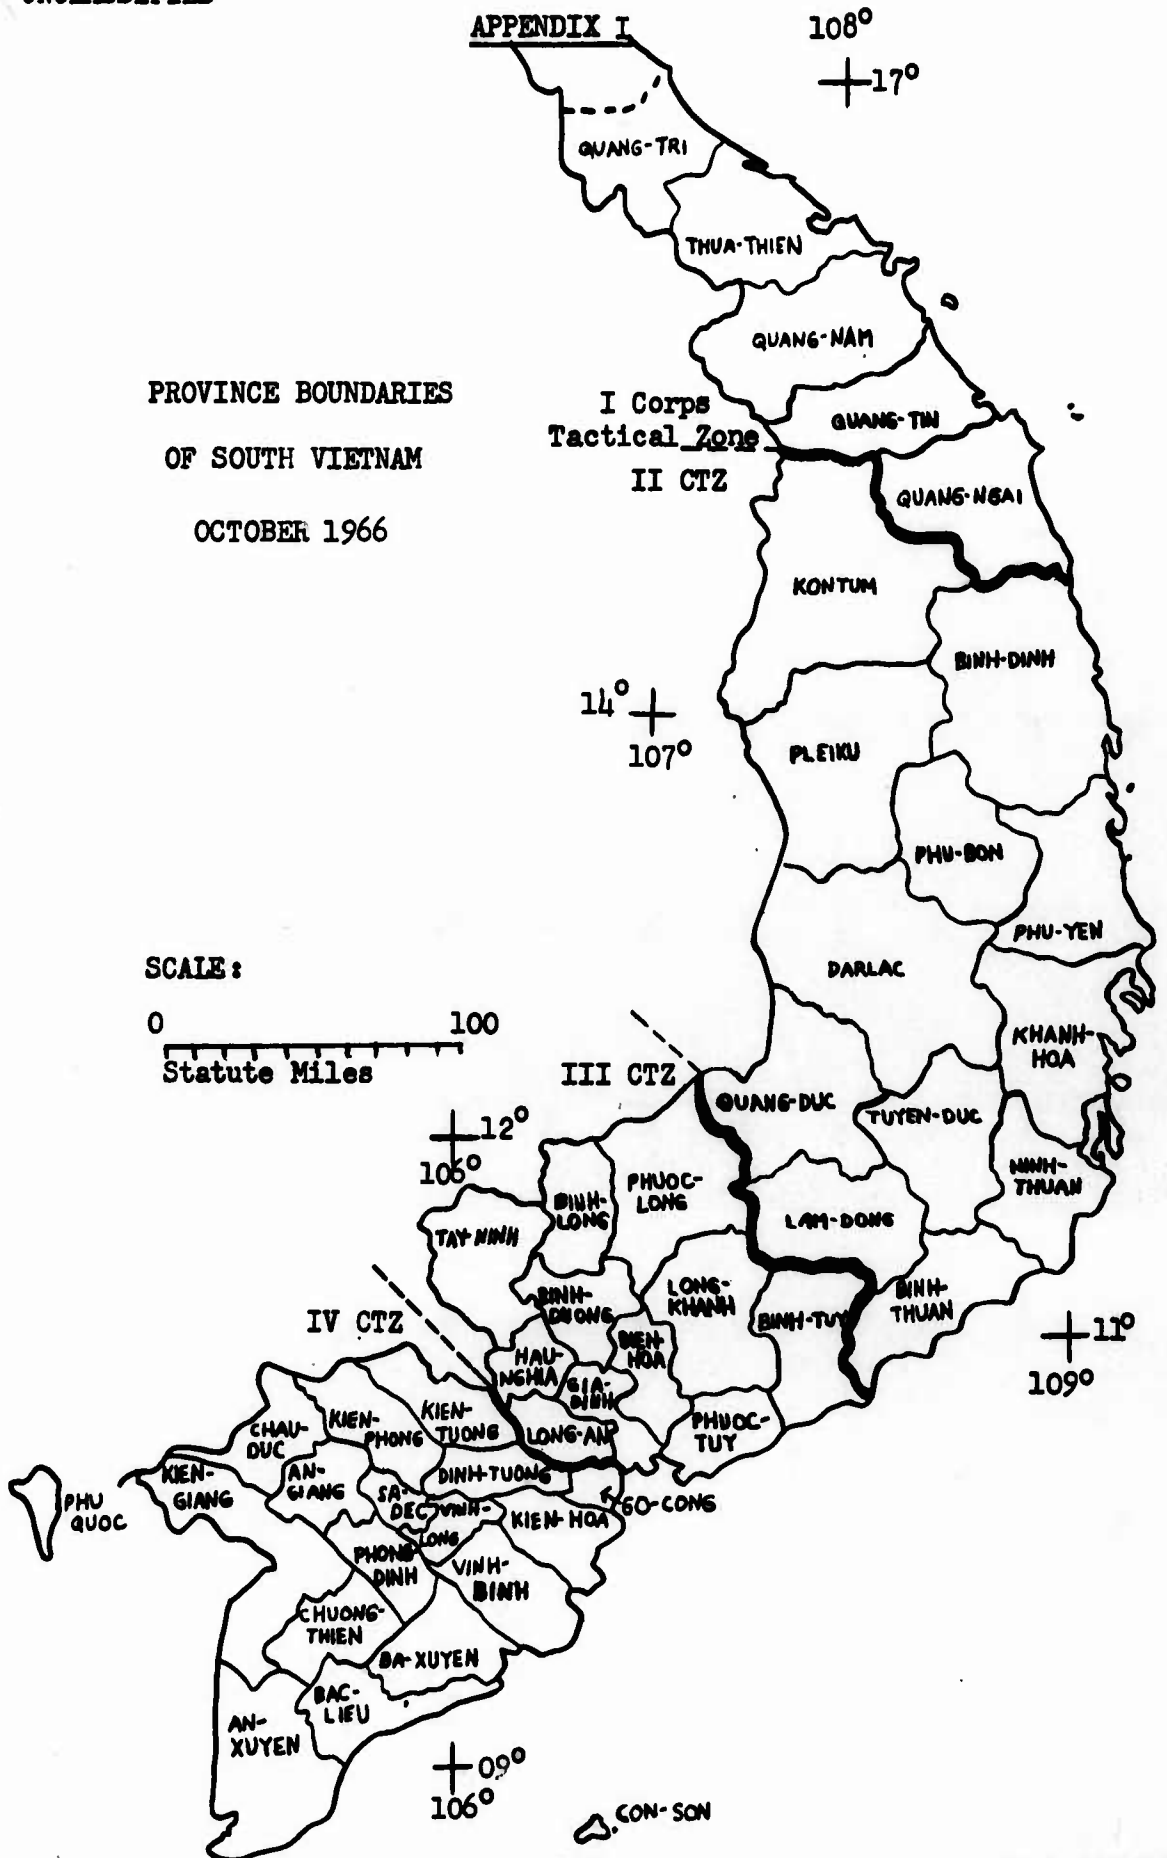 APPENDIX I
108°
17°
QUANG-TRI
THUA-THIEN
QUANG-NAM
PROVINCE BOUNDARIES
OF SOUTH VIETNAM
OCTOBER 1966
I Corps
Tactical Zone
II CTZ
QUANG-TIN
QUANG-NGAI
KONTUM
BINH-DINH
14°
107°
PLEIKU
PHU-BON
PHU-YEN
DARLAC
SCALE:
0 100
Statute Miles
KHANH-
HOA
III CTZ
QUANG-DUC
TUYEN-DUC
12°
106°
NINH-
THUAN
PHUOC-
LONG
BINH-
LONG
LAM-DONG
TAY-NINH
LONG-
KHANH
BINH-
THUAN
BINH-
DUONG
BINH-TUY
IV CTZ
BIEN-
HOA
11°
109°
HAU-
NGHIA
GIA-
DINH
PHUOC-
TUY
LONG-AN
KIEN-
TUONG
KIEN-
PHONG
CHAU-
DUC
KIEN-
GIANG
AN-
GIANG
DINH-TUONG
SA-
DEC
VINH-
LONG
GO-CONG
KIEN-HOA
PHU
QUOC
PHONG
DINH
VINH-
BINH
CHUONG-
THIEN
BA-XUYEN
BAC-
LIEU
AN-
XUYEN
09°
106°
CON-SON